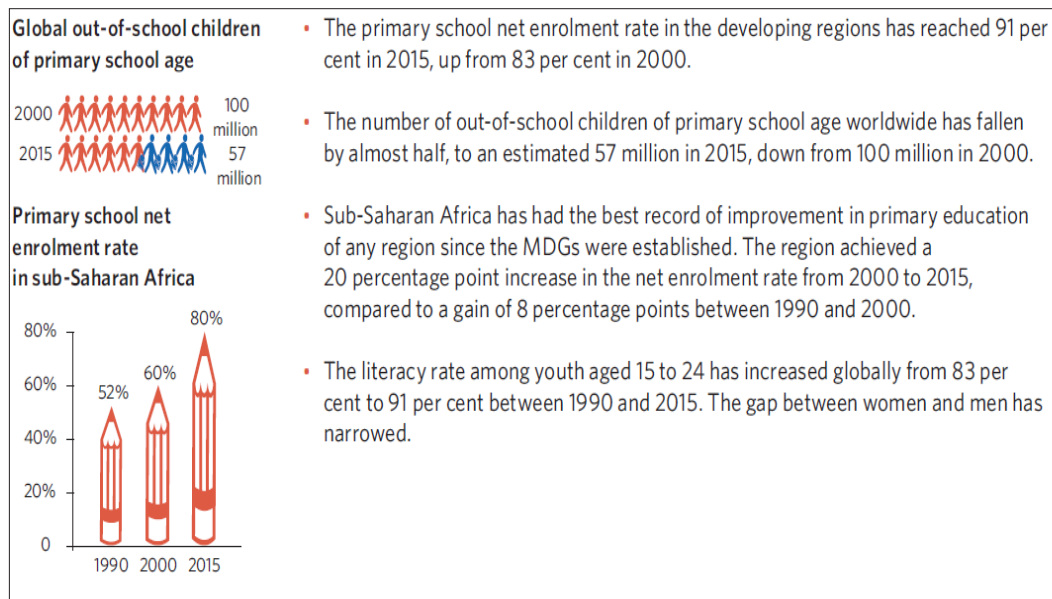 Global out-of-school children
of primary school age
2000
100
million
2015
57
million
Primary school net
enrolment rate
in sub-Saharan Africa
80%
60%
40%
20%
0
52%
60%
80%
1990 2000 2015
• The primary school net enrolment rate in the developing regions has reached 91 per
cent in 2015, up from 83 per cent in 2000.
• The number of out-of-school children of primary school age worldwide has fallen
by almost half, to an estimated 57 million in 2015, down from 100 million in 2000.
• Sub-Saharan Africa has had the best record of improvement in primary education
of any region since the MDGs were established. The region achieved a
20 percentage point increase in the net enrolment rate from 2000 to 2015,
compared to a gain of 8 percentage points between 1990 and 2000.
• The literacy rate among youth aged 15 to 24 has increased globally from 83 per
cent to 91 per cent between 1990 and 2015. The gap between women and men has
narrowed.